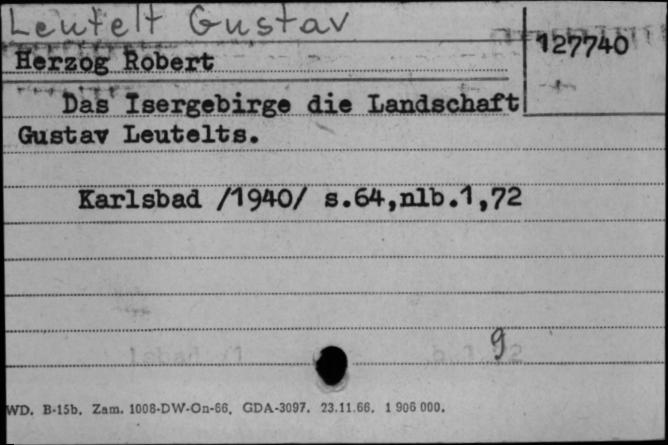 Leutelt Gustav
127740
Herzog Robert
Das Isergebirge die Landschaft
Gustav Leutelts.
Karlsbad /1940/ s.64,nlb.1,72
9
WD. B-15b. Zam. 1008-DW-On-66. GDA-3097. 23.11.66. 1 906 000.